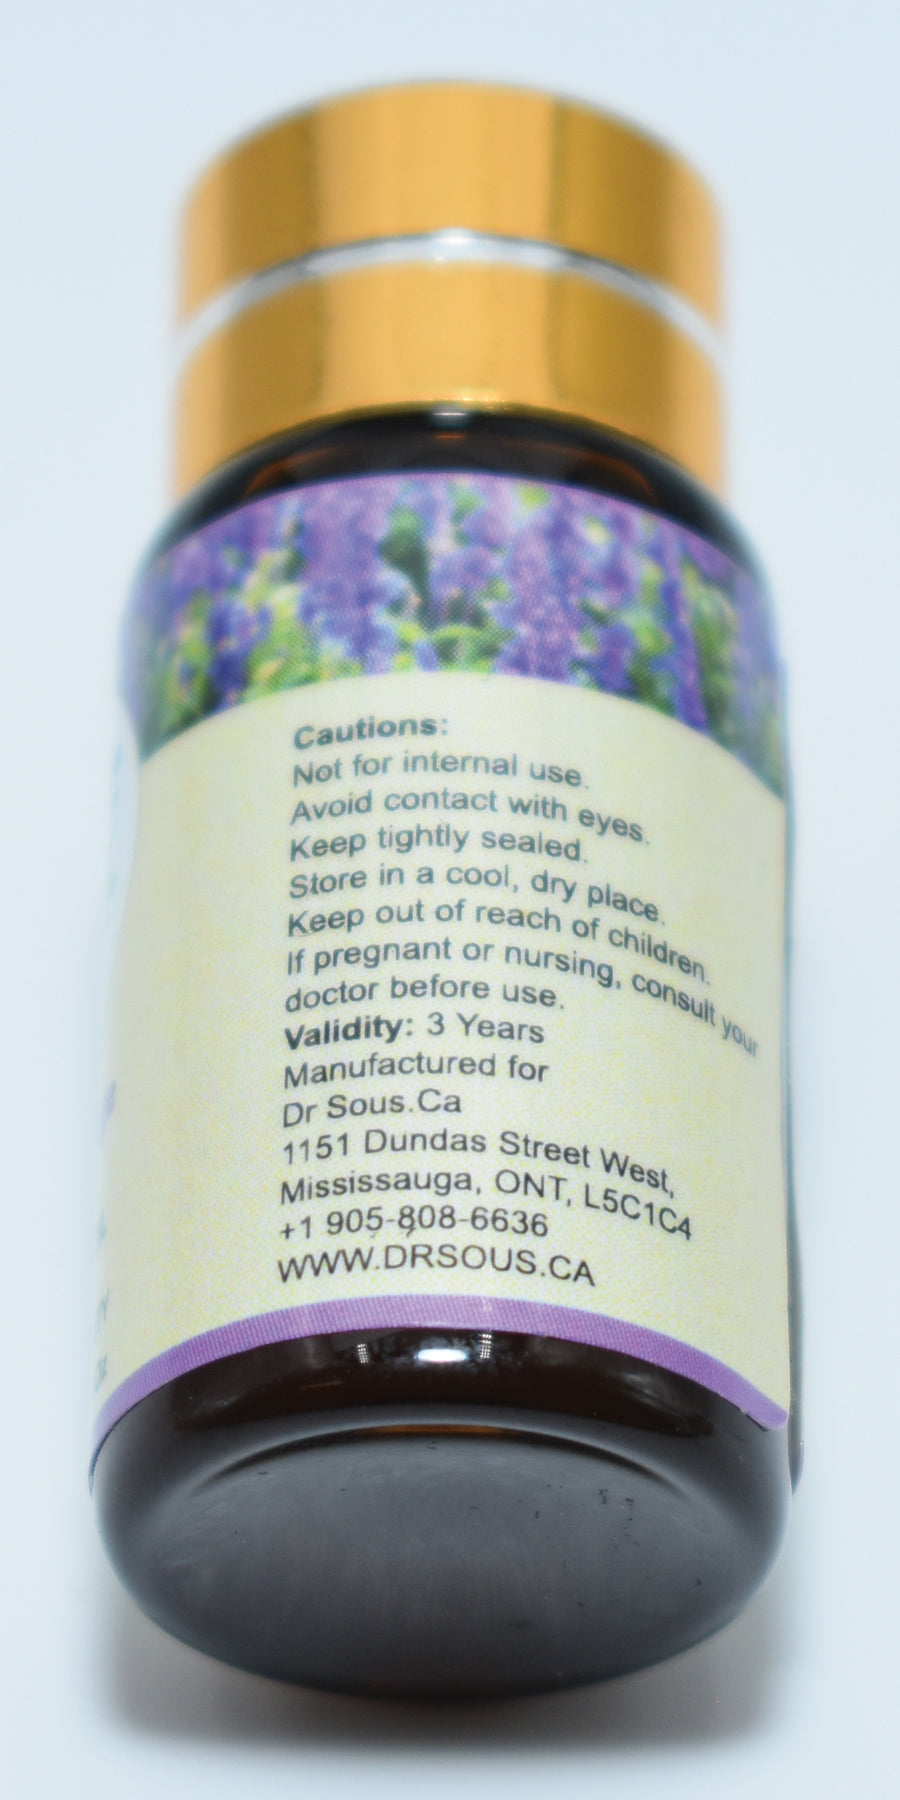 Cautions:
Not for internal use.
Avoid contact with eyes.
Keep tightly sealed.
Store in a cool, dry place.
Keep out of reach of children.
If pregnant or nursing, consult your
doctor before use.
Validity: 3 Years
Manufactured for
Dr Sous.Ca
1151 Dundas Street West,
Mississauga, ONT, L5C1C4
+1 905-808-6636
WWW.DRSOUS.CA